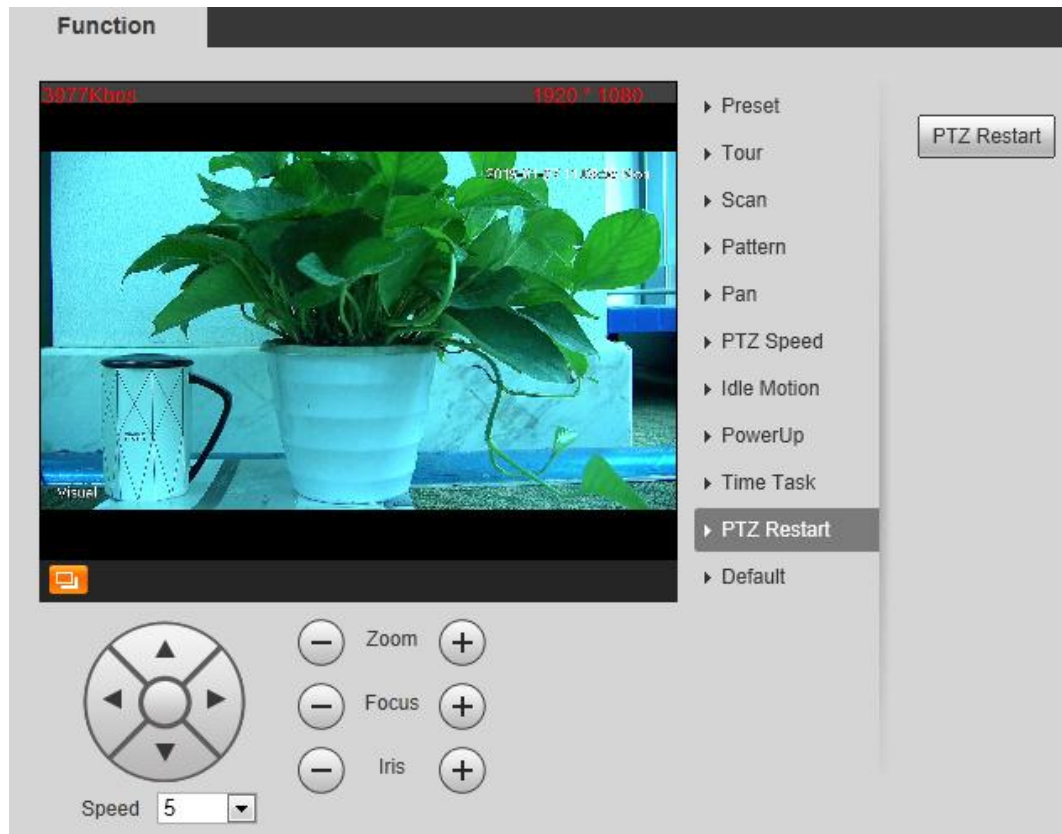 Function
3977Kbps
1920 * 1080
Visual
Preset
Tour
Scan
Pattern
Pan
PTZ Speed
Idle Motion
PowerUp
Time Task
PTZ Restart
Default
PTZ Restart
Zoom
Focus
Iris
Speed 5